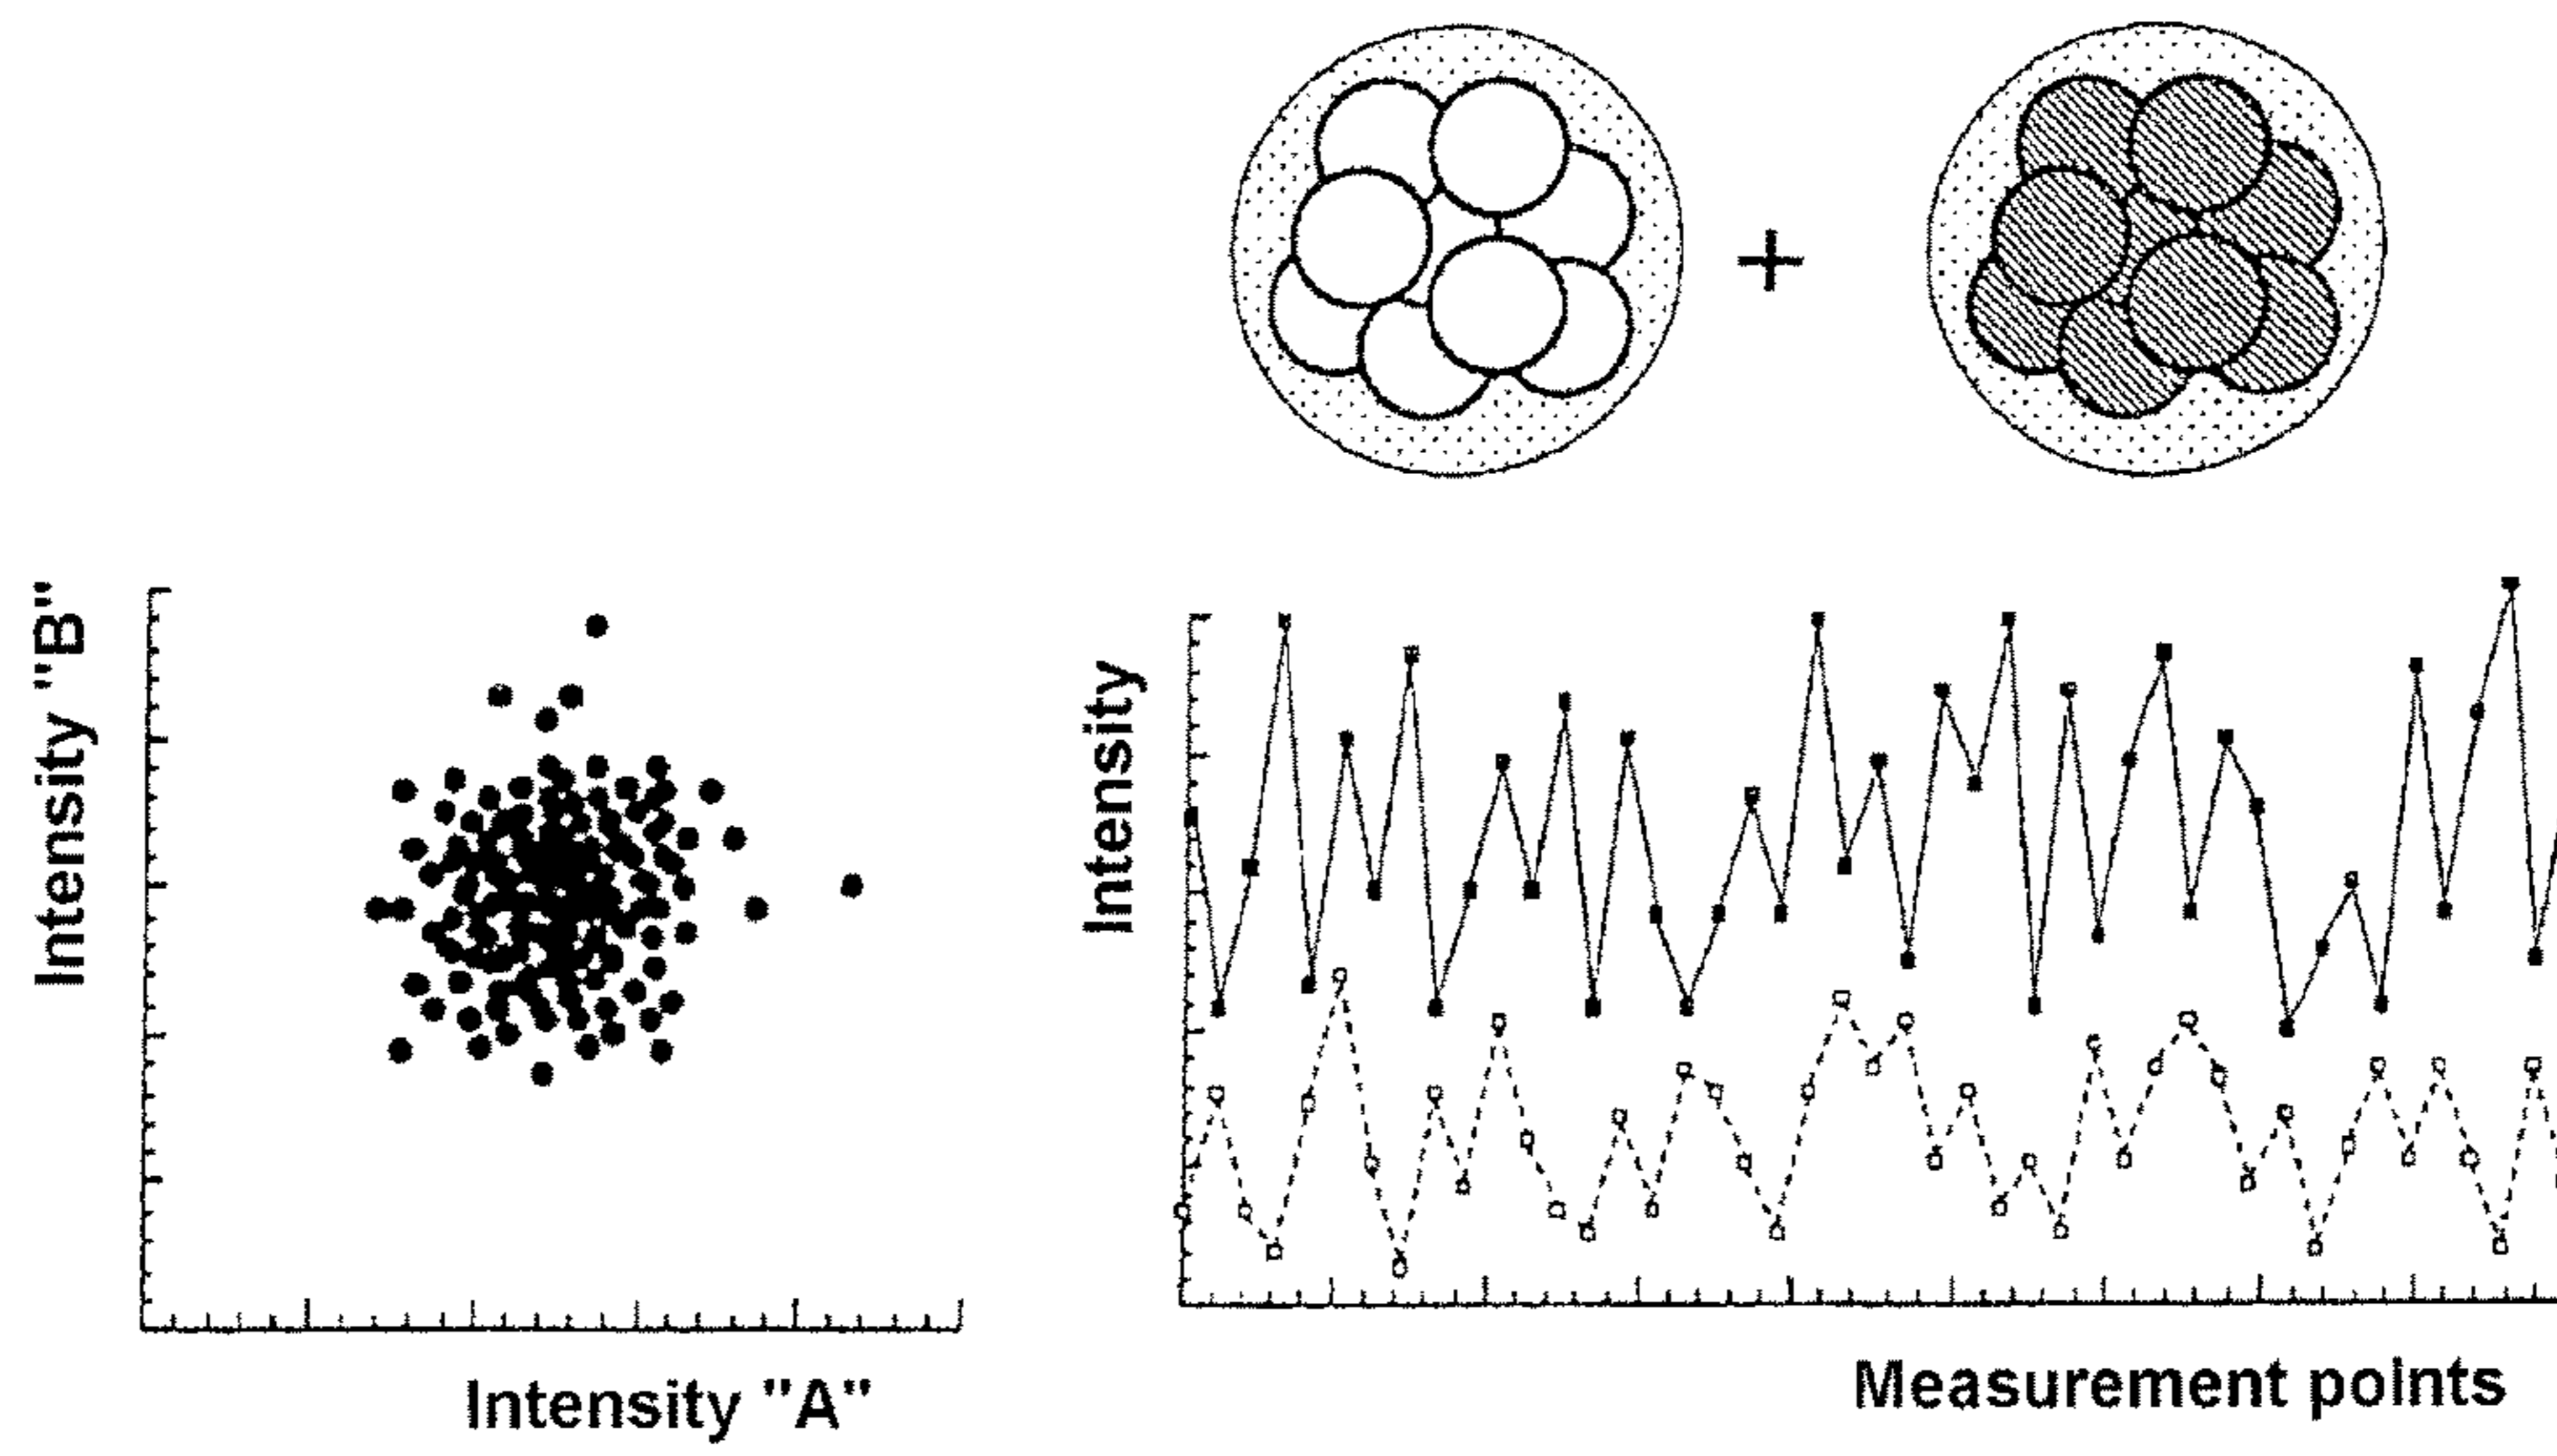 +
Intensity "B"
Intensity
Intensity "A"
Measurement points